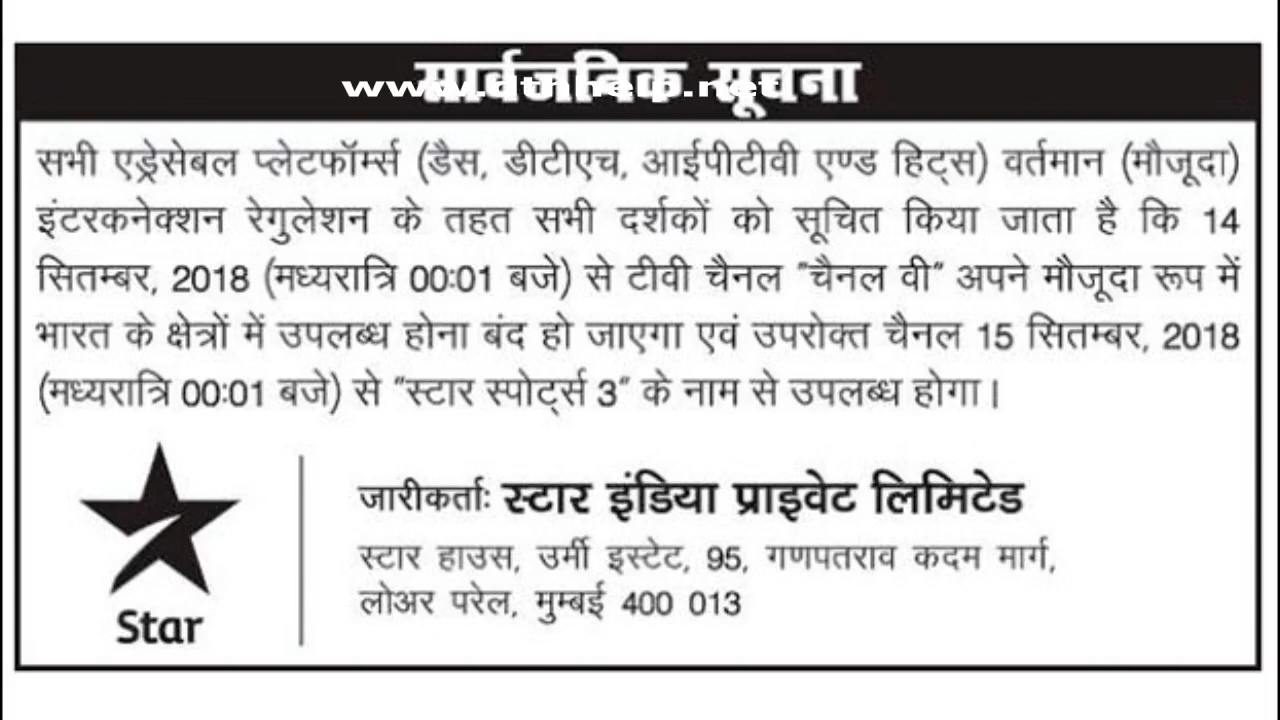 सार्वजनिक सूचना
www.dthhelp.net
सभी एड्रेसेबल प्लेटफॉर्म्स (डैस, डीटीएच, आईपीटीवी एण्ड हिट्स) वर्तमान (मौजूदा)
इंटरकनेक्शन रेगुलेशन के तहत सभी दर्शकों को सूचित किया जाता है कि 14
सितम्बर, 2018 (मध्यरात्रि 00:01 बजे) से टीवी चैनल "चैनल वी" अपने मौजूदा रूप में
भारत के क्षेत्रों में उपलब्ध होना बंद हो जाएगा एवं उपरोक्त चैनल 15 सितम्बर, 2018
(मध्यरात्रि 00:01 बजे) से "स्टार स्पोर्ट्स 3" के नाम से उपलब्ध होगा।
जारीकर्ताः स्टार इंडिया प्राइवेट लिमिटेड
स्टार हाउस, उर्मी इस्टेट, 95, गणपतराव कदम मार्ग,
लोअर परेल, मुम्बई 400 013
Star